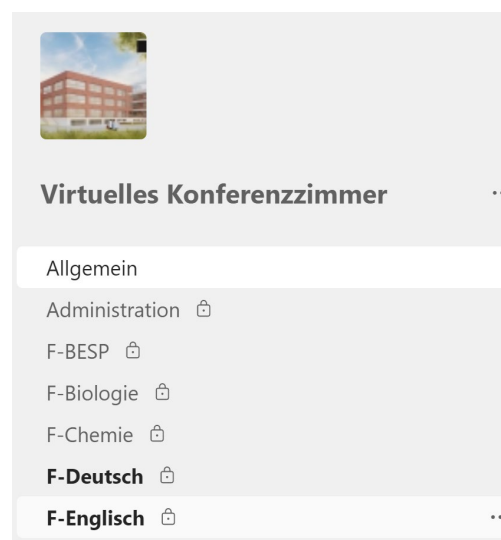 Virtuelles Konferenzzimmer
Allgemein
Administration
F-BESP
F-Biologie
F-Chemie
F-Deutsch
F-Englisch